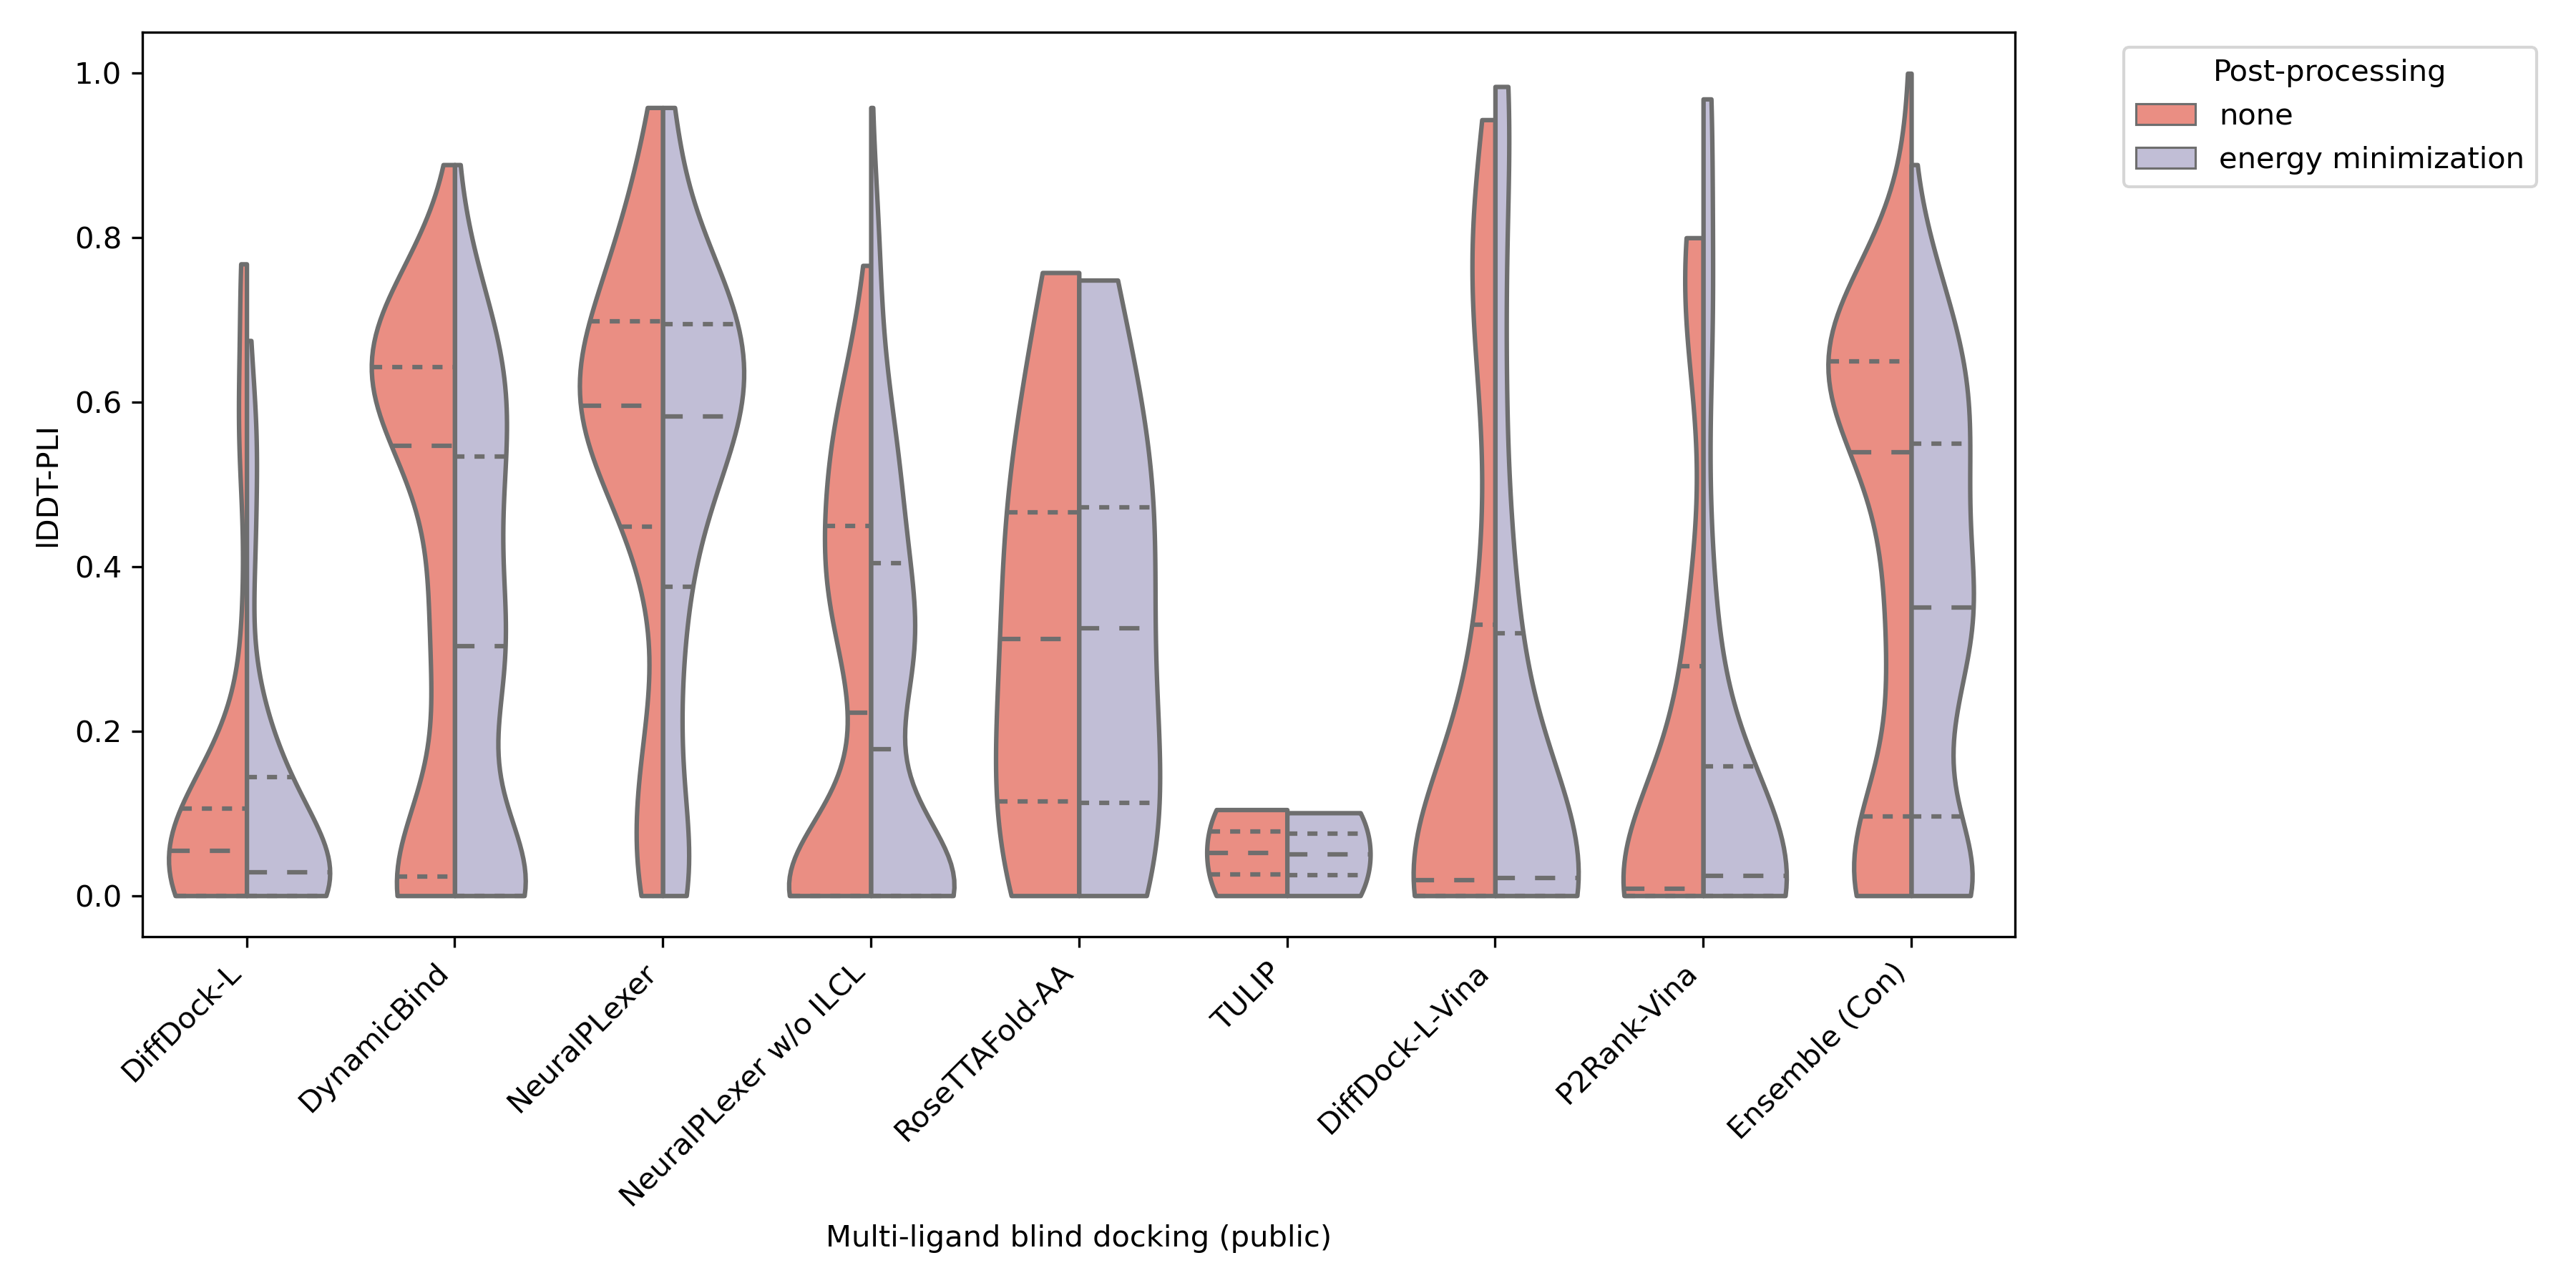 Post-processing
none
energy minimization
lDDT-PLI
1.0
0.8
0.6
0.4
0.2
0.0
DiffDock-L
DynamicBind
NeuralPLexer
NeuralPLexer w/o ILCL
RoseTTAFold-AA
TULIP
DiffDock-L-Vina
P2Rank-Vina
Ensemble (Con)
Multi-ligand blind docking (public)